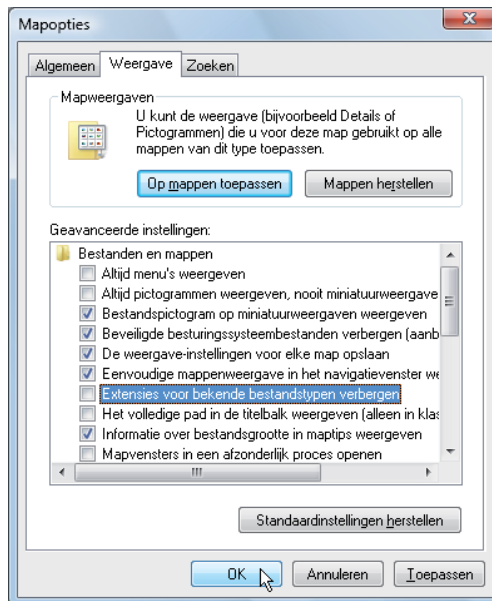 Mapopties
Algemeen Weergave Zoeken
Mapweergaven
U kunt de weergave (bijvoorbeeld Details of
Pictogrammen) die u voor deze map gebruikt op alle
mappen van dit type toepassen.
Op mappen toepassen Mappen herstellen
Geavanceerde instellingen:
Bestanden en mappen
Altijd menu's weergeven
Altijd pictogrammen weergeven, nooit miniatuurweergave
Bestandspictogram op miniatuurweergaven weergeven
Beveiligde besturingssysteembestanden verbergen (aanb
De weergave-instellingen voor elke map opslaan
Eenvoudige mappenweergave in het navigatievenster we
Extensies voor bekende bestandstypen verbergen
Het volledige pad in de titelbalk weergeven (alleen in klas
Informatie over bestandsgrootte in maptips weergeven
Mapvensters in een afzonderlijk proces openen
Standaardinstellingen herstellen
OK Annuleren Toepassen